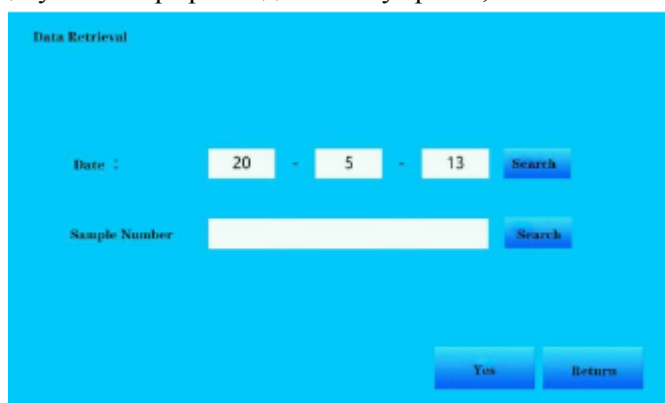 Data Retrieval
Date : 20 - 5 - 13 Search
Sample Number Search
Yes Return